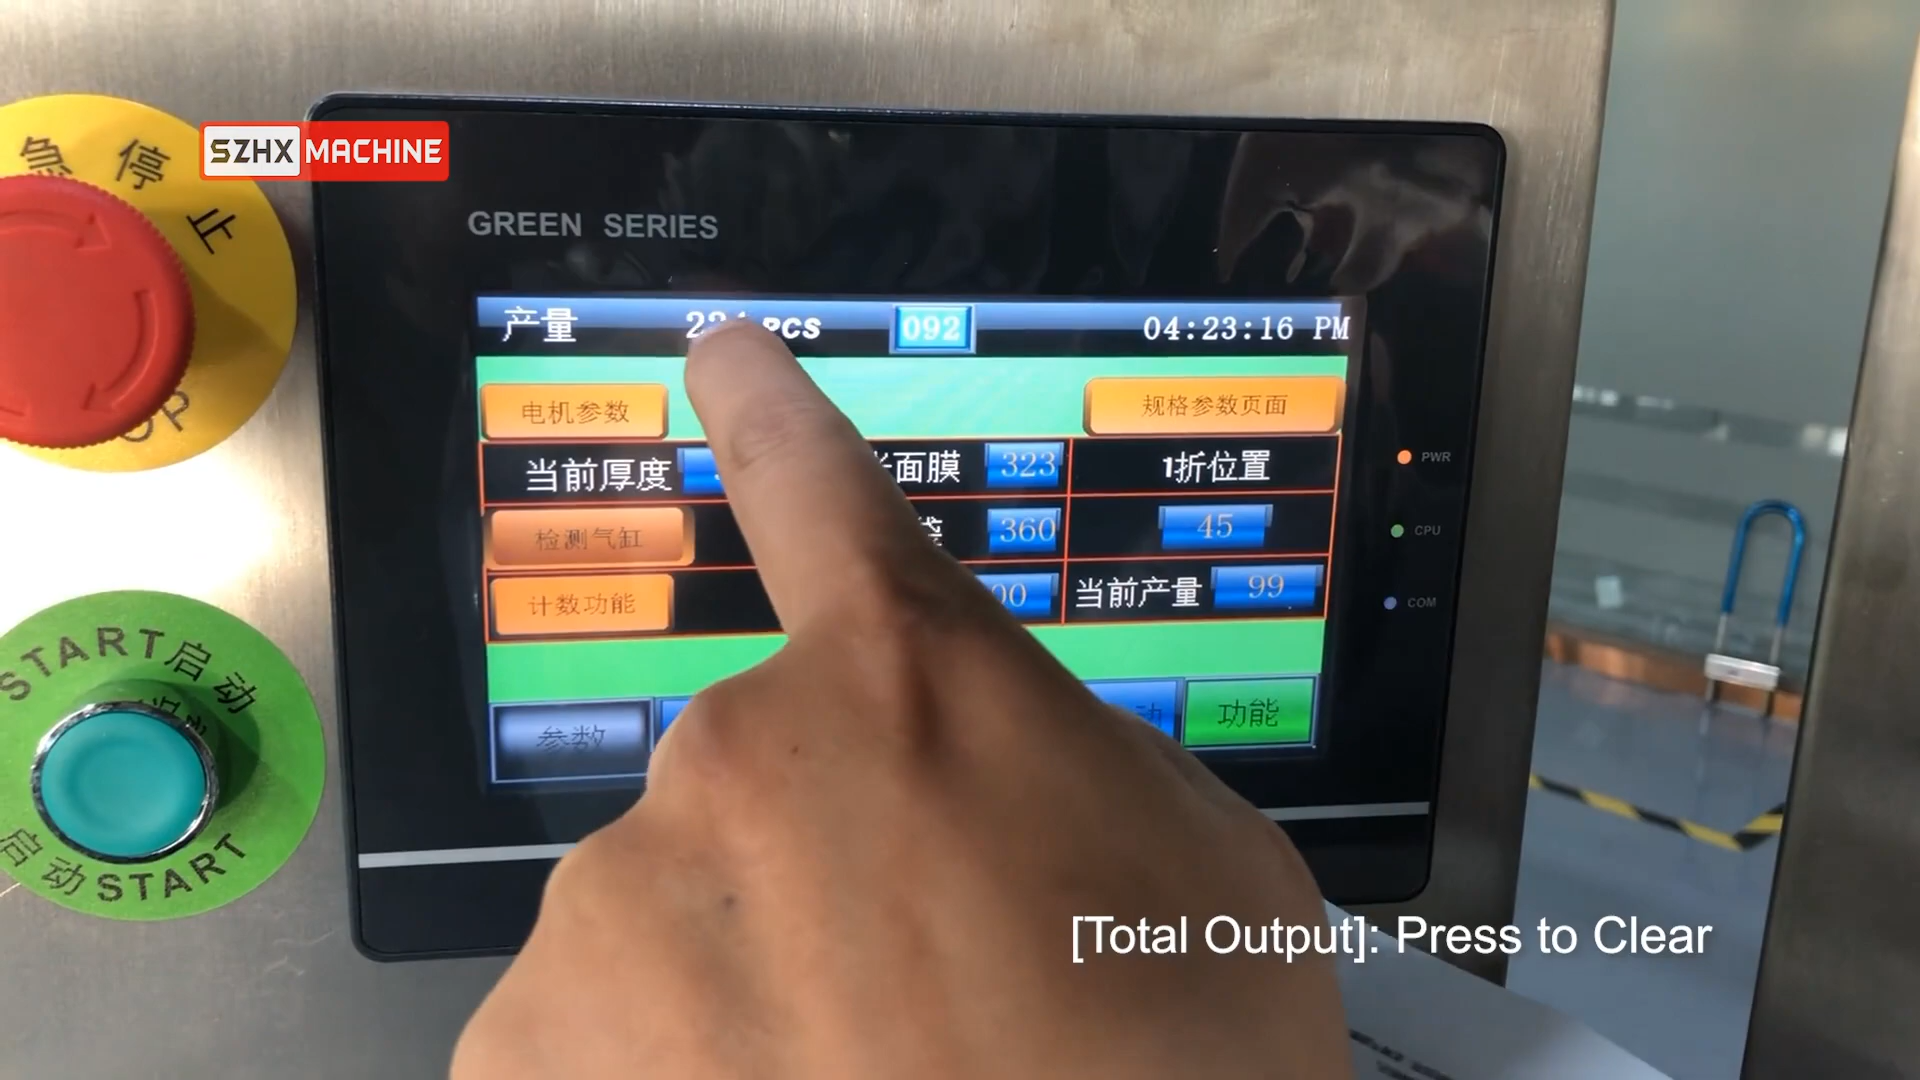 急停止
SZHX MACHINE
GREEN SERIES
产量 PCS 092 04:23:16 PM
电机参数 规格参数页面
当前厚度 面膜 323 1折位置
检测气缸 袋 360 45
计数功能 00 当前产量 99
参数 动 功能
PWR
CPU
COM
START启动
启动START
[Total Output]: Press to Clear